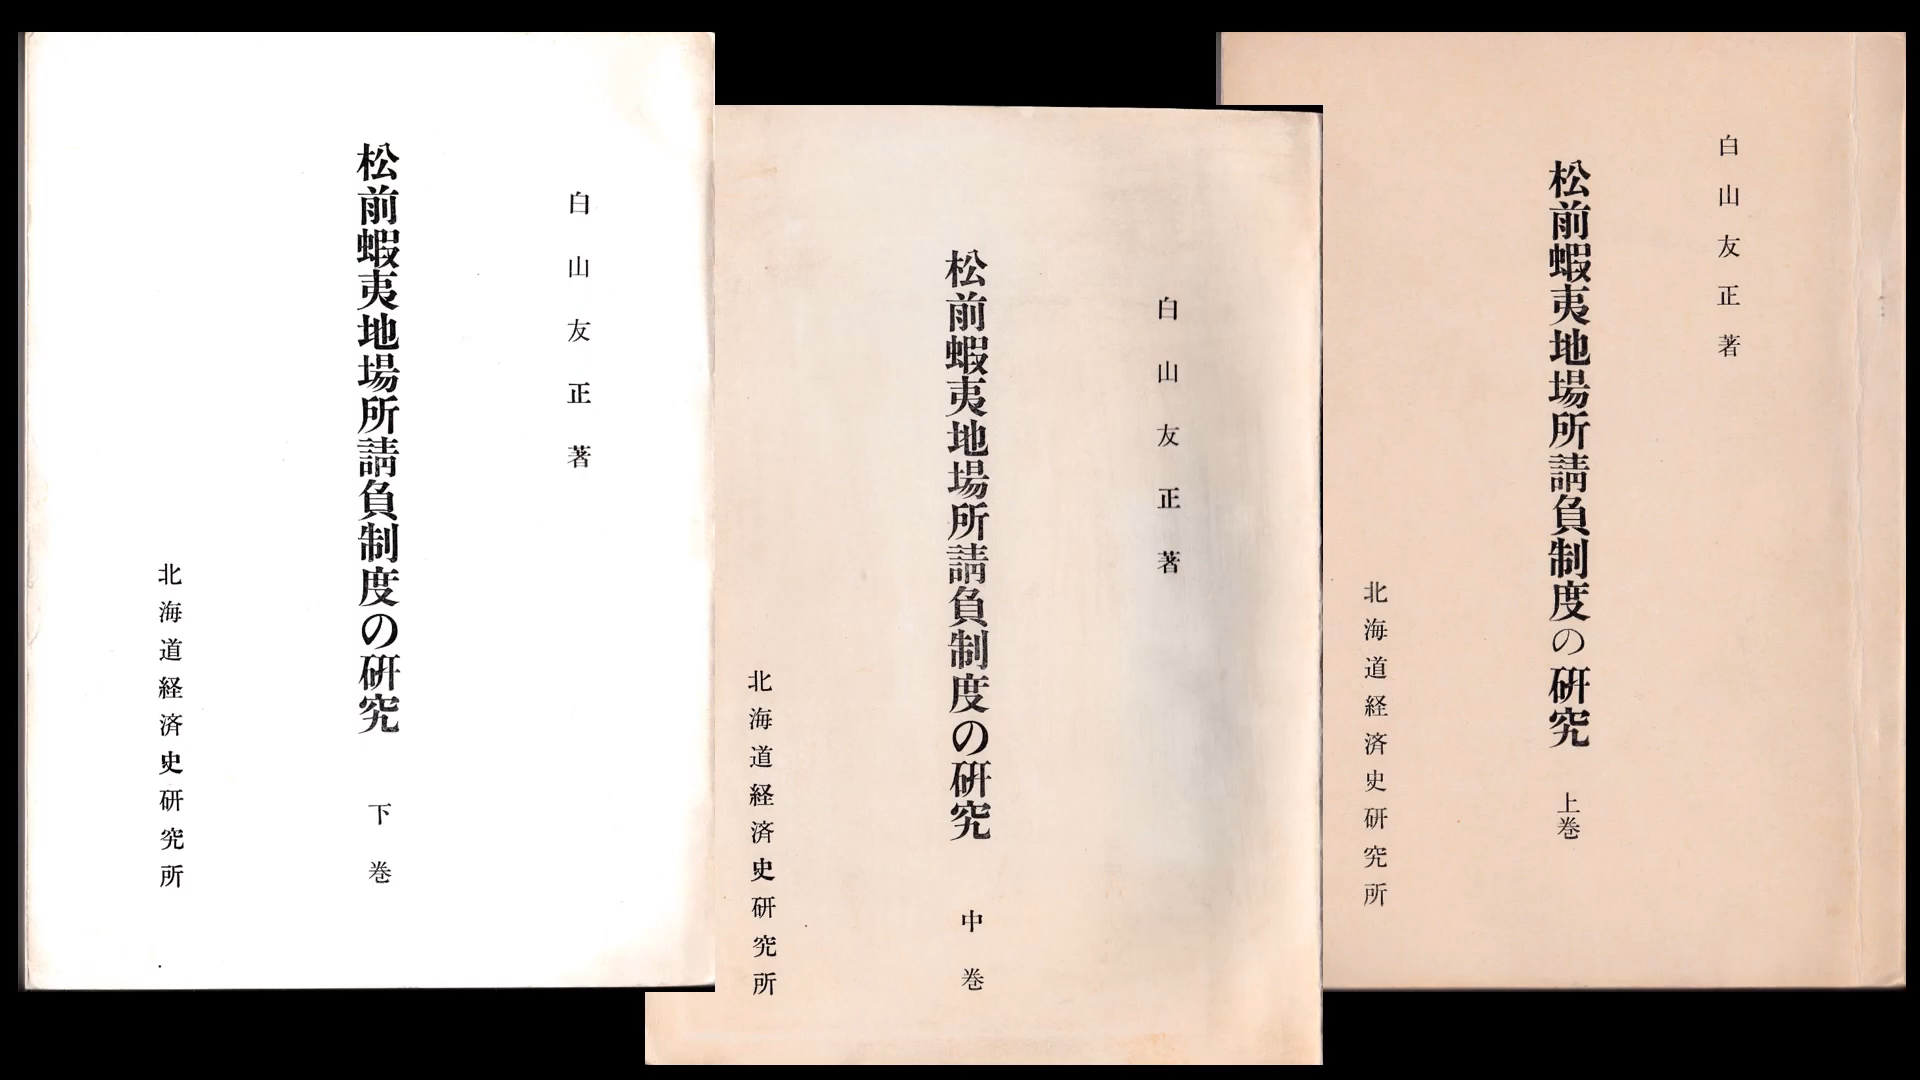 白山友正著
松前蝦夷地場所請負制度の研究 上巻
北海道経済史研究所
白山友正著
松前蝦夷地場所請負制度の研究 中巻
北海道経済史研究所
白山友正著
松前蝦夷地場所請負制度の研究 下巻
北海道経済史研究所